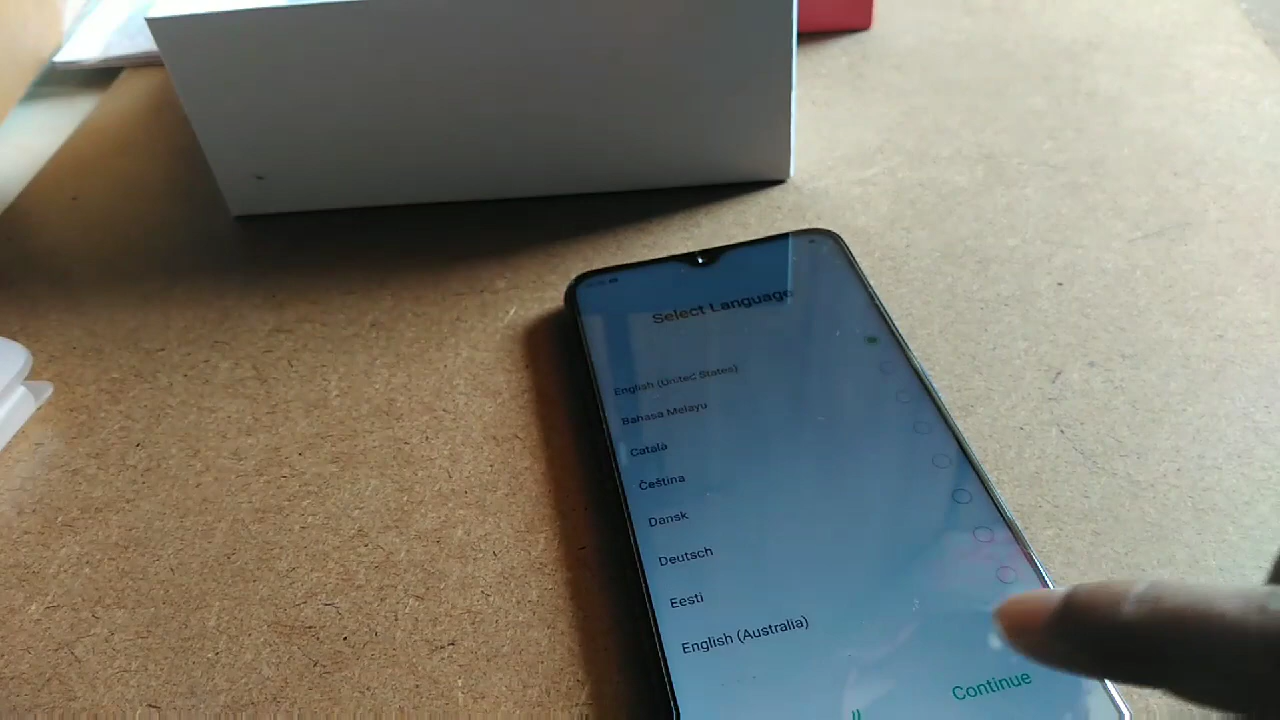 Select Language
English (United States)
Bahasa Melayu
Català
Čeština
Dansk
Deutsch
Eesti
English (Australia)
Continue